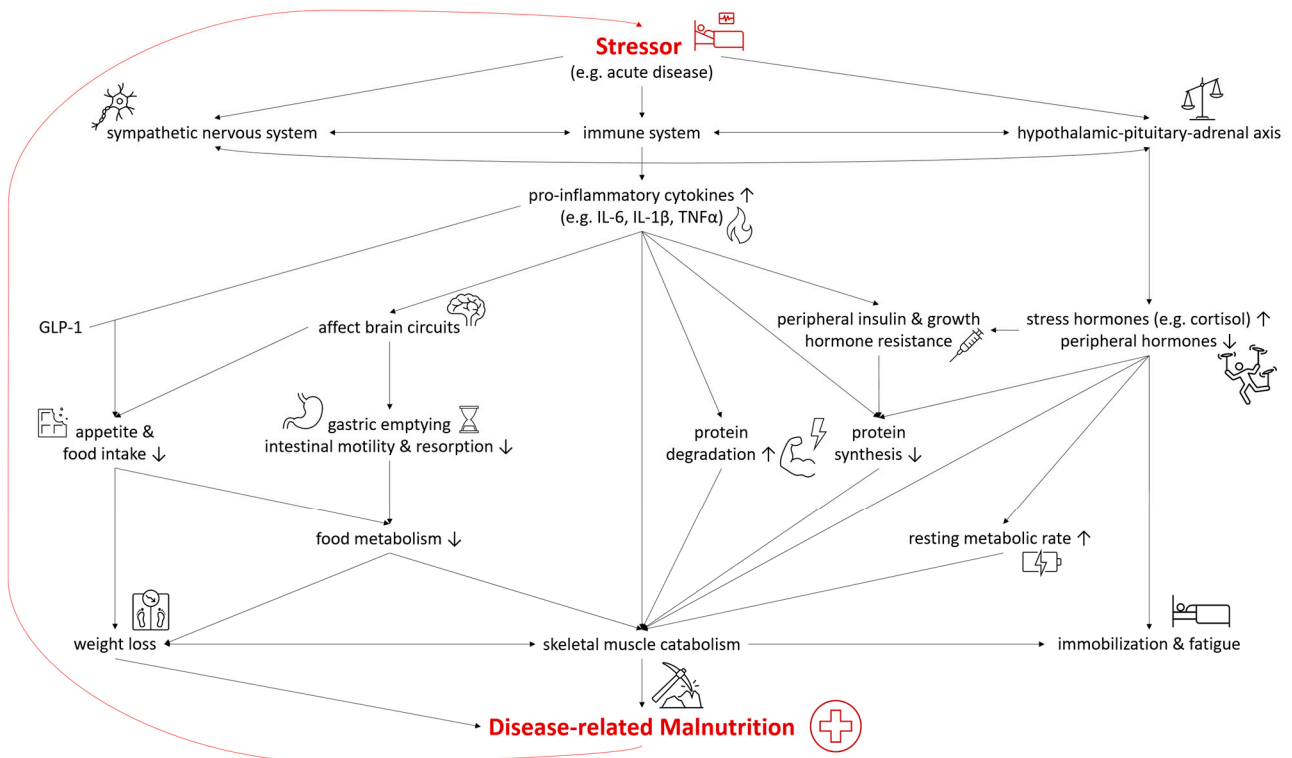 Stressor
(e.g. acute disease)
sympathetic nervous system
immune system
hypothalamic-pituitary-adrenal axis
pro-inflammatory cytokines ↑
(e.g. IL-6, IL-1β, TNFα)
GLP-1
affect brain circuits
peripheral insulin & growth
hormone resistance
stress hormones (e.g. cortisol) ↑
peripheral hormones ↓
appetite &
food intake ↓
gastric emptying
intestinal motility & resorption ↓
protein
degradation ↑
protein
synthesis ↓
food metabolism ↓
resting metabolic rate ↑
weight loss
skeletal muscle catabolism
immobilization & fatigue
Disease-related Malnutrition